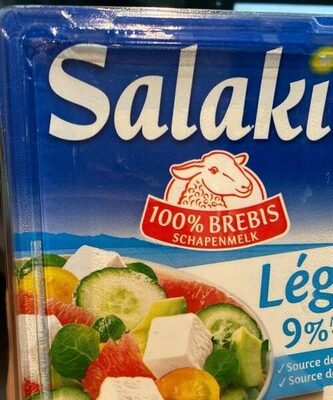 Salaki
100% BREBIS
SCHAPENMELK
Lég
9%
✓ Source de
✓ Source de